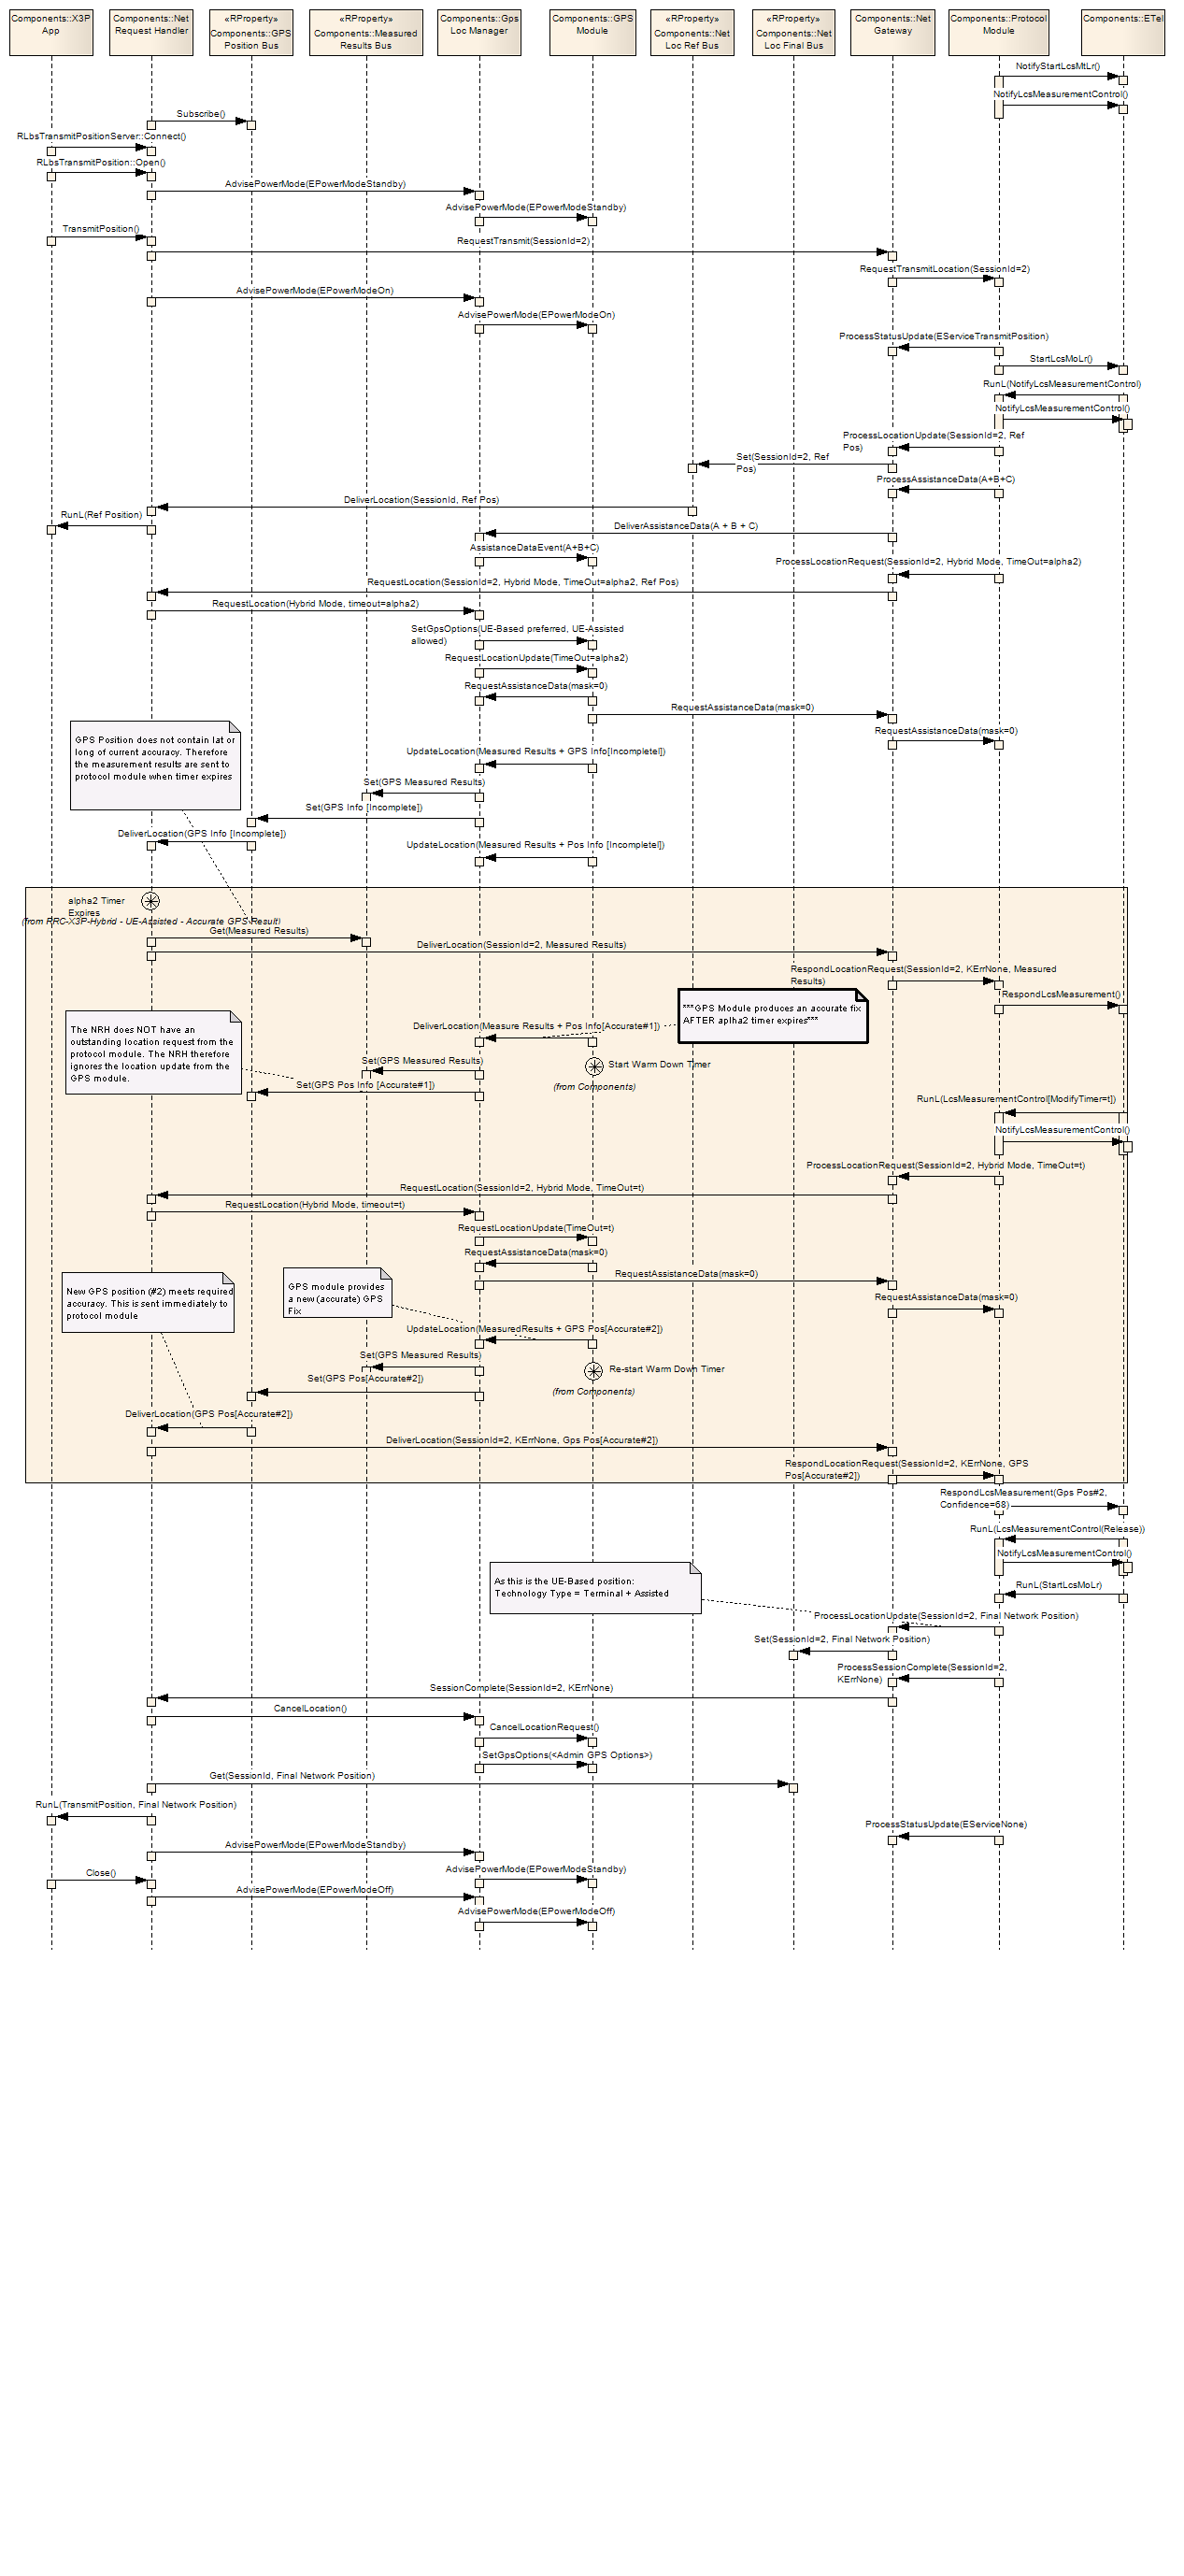 Components::X3P
App
Components::Net
Request Handler
«RProperty»
Components::GPS
Position Bus
«RProperty»
Components::Measured
Results Bus
Components::Gps
Loc Manager
Components::GPS
Module
«RProperty»
Components::Net
Loc Ref Bus
«RProperty»
Components::Net
Loc Final Bus
Components::Net
Gateway
Components::Protocol
Module
Components::ETel
NotifyStartLcsMtLr()
NotifyLcsMeasurementControl()
Subscribe()
RLbsTransmitPositionServer::Connect()
RLbsTransmitPosition::Open()
AdvisePowerMode(EPowerModeStandby)
AdvisePowerMode(EPowerModeStandby)
TransmitPosition()
RequestTransmit(SessionId=2)
RequestTransmitLocation(SessionId=2)
AdvisePowerMode(EPowerModeOn)
AdvisePowerMode(EPowerModeOn)
ProcessStatusUpdate(EServiceTransmitPosition)
StartLcsMoLr()
RunL(NotifyLcsMeasurementControl)
NotifyLcsMeasurementControl()
ProcessLocationUpdate(SessionId=2, Ref
Pos)
Set(SessionId=2, Ref
Pos)
ProcessAssistanceData(A+B+C)
DeliverLocation(SessionId, Ref Pos)
RunL(Ref Position)
DeliverAssistanceData(A + B + C)
AssistanceDataEvent(A+B+C)
ProcessLocationRequest(SessionId=2, Hybrid Mode, TimeOut=alpha2)
RequestLocation(SessionId=2, Hybrid Mode, TimeOut=alpha2, Ref Pos)
RequestLocation(Hybrid Mode, timeout=alpha2)
SetGpsOptions(UE-Based preferred, UE-Assisted
allowed)
RequestLocationUpdate(TimeOut=alpha2)
RequestAssistanceData(mask=0)
RequestAssistanceData(mask=0)
RequestAssistanceData(mask=0)
GPS Position does not contain lat or
long of current accuracy. Therefore
the measurement results are sent to
protocol module when timer expires
UpdateLocation(Measured Results + GPS Info[Incomplete])
Set(GPS Measured Results)
Set(GPS Info [Incomplete])
DeliverLocation(GPS Info [Incomplete])
UpdateLocation(Measured Results + Pos Info [Incomplete])
alpha2 Timer
Expires
(from RRC-X3P-Hybrid - UE-Assisted - Accurate GPS Result)
Get(Measured Results)
DeliverLocation(SessionId=2, Measured Results)
RespondLocationRequest(SessionId=2, KErrNone, Measured
Results)
RespondLcsMeasurement()
***GPS Module produces an accurate fix
AFTER aplha2 timer expires***
The NRH does NOT have an
outstanding location request from the
protocol module. The NRH therefore
ignores the location update from the
GPS module.
DeliverLocation(Measure Results + Pos Info[Accurate#1])
Set(GPS Measured Results)
Start Warm Down Timer
(from Components)
Set(GPS Pos Info [Accurate#1])
RunL(LcsMeasurementControl[ModifyTimer=t])
NotifyLcsMeasurementControl()
ProcessLocationRequest(SessionId=2, Hybrid Mode, TimeOut=t)
RequestLocation(SessionId=2, Hybrid Mode, TimeOut=t)
RequestLocation(Hybrid Mode, timeout=t)
RequestLocationUpdate(TimeOut=t)
RequestAssistanceData(mask=0)
RequestAssistanceData(mask=0)
RequestAssistanceData(mask=0)
New GPS position (#2) meets required
accuracy. This is sent immediately to
protocol module
GPS module provides
a new (accurate) GPS
Fix
UpdateLocation(MeasuredResults + GPS Pos[Accurate#2])
Set(GPS Measured Results)
Re-start Warm Down Timer
(from Components)
Set(GPS Pos[Accurate#2])
DeliverLocation(GPS Pos[Accurate#2])
DeliverLocation(SessionId=2, KErrNone, Gps Pos[Accurate#2])
RespondLocationRequest(SessionId=2, KErrNone, GPS
Pos[Accurate#2])
RespondLcsMeasurement(Gps Pos#2,
Confidence=68)
RunL(LcsMeasurementControl(Release))
NotifyLcsMeasurementControl()
RunL(StartLcsMoLr)
As this is the UE-Based position:
Technology Type = Terminal + Assisted
ProcessLocationUpdate(SessionId=2, Final Network Position)
Set(SessionId=2, Final Network Position)
ProcessSessionComplete(SessionId=2,
KErrNone)
SessionComplete(SessionId=2, KErrNone)
CancelLocation()
CancelLocationRequest()
SetGpsOptions(<Admin GPS Options>)
Get(SessionId, Final Network Position)
RunL(TransmitPosition, Final Network Position)
ProcessStatusUpdate(EServiceNone)
AdvisePowerMode(EPowerModeStandby)
AdvisePowerMode(EPowerModeStandby)
Close()
AdvisePowerMode(EPowerModeOff)
AdvisePowerMode(EPowerModeOff)